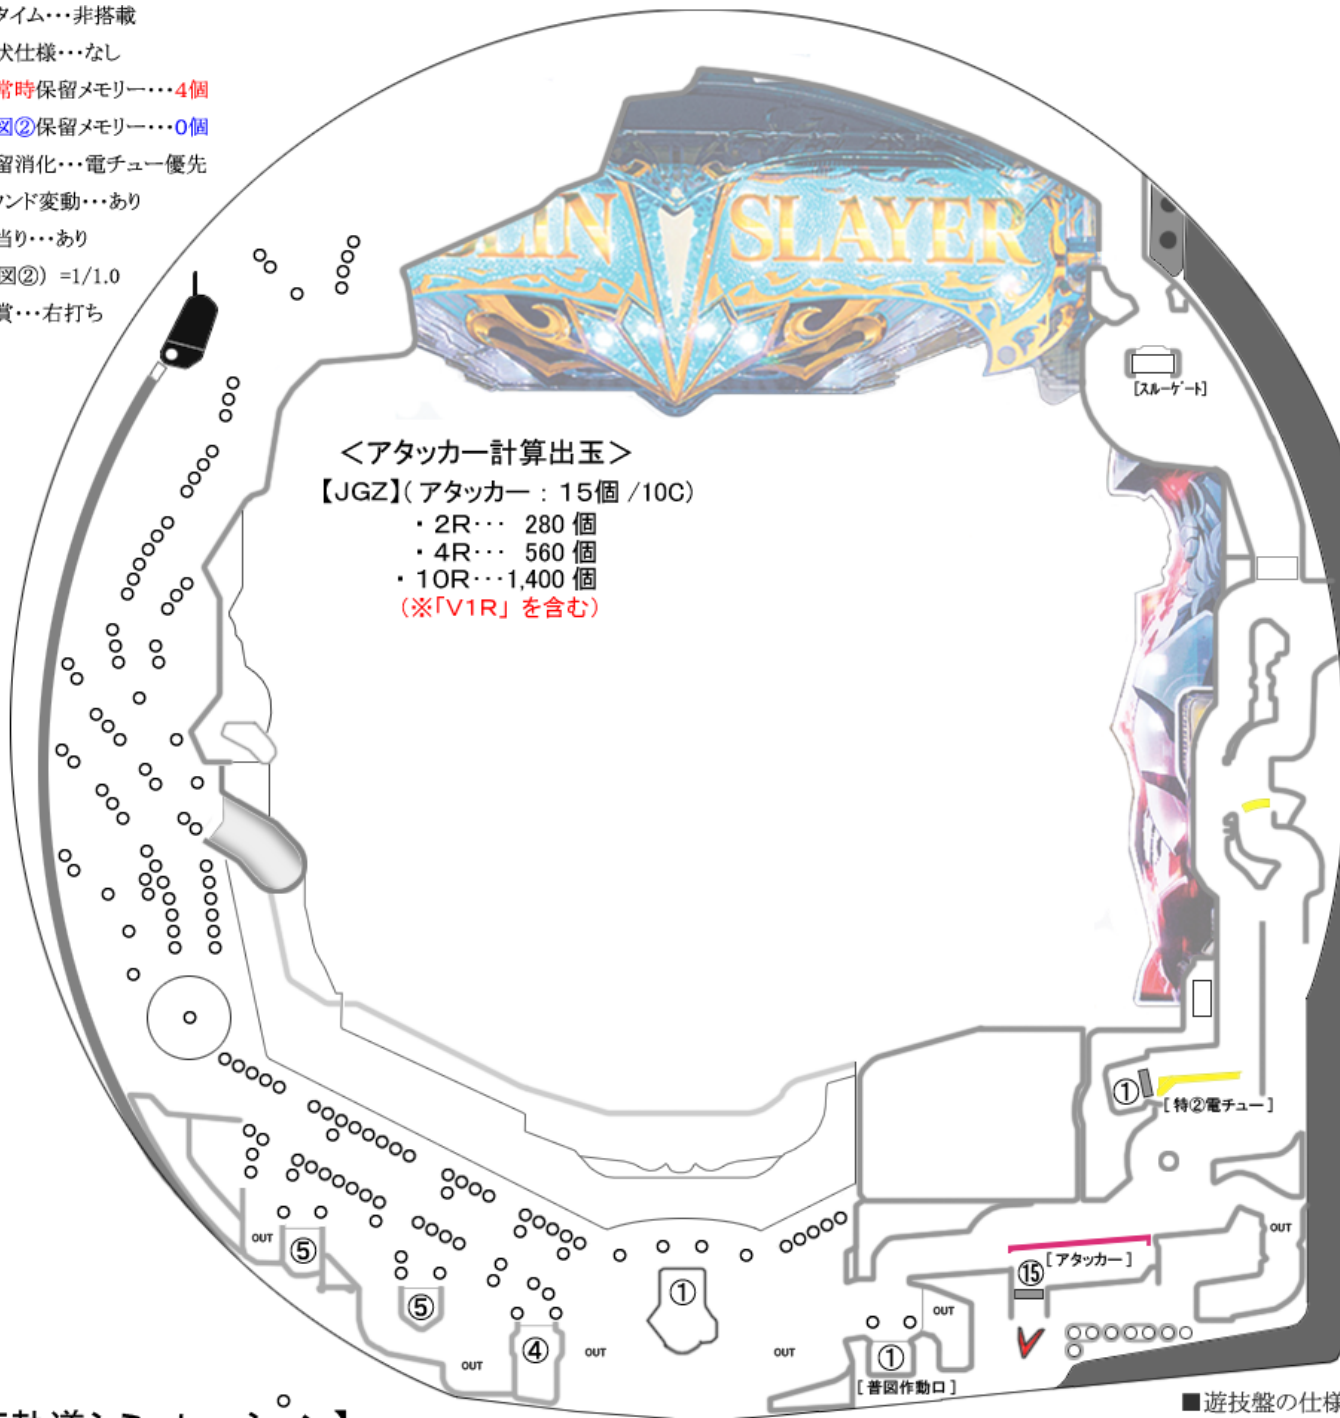 タイム・・・非搭載
状仕様・・・なし
常時保留メモリー・・・4個
図②保留メモリー・・・0個
留消化・・・電チュー優先
ウンド変動・・・あり
当り・・・あり
図②) =1/1.0
賞・・・右打ち
LIN SLAYER
[スルーゲート]
＜アタッカー計算出玉＞
【JGZ】( アタッカー : 15個 /10C)
・ 2R・・・ 280 個
・ 4R・・・ 560 個
・ 10R・・・1,400 個
(※「V1R」 を含む)
①
[ 特②電チュー ]
OUT
⑤
⑤
④
OUT
OUT
①
OUT
①
OUT
[ 普図作動口 ]
[ アタッカー ]
⑮
OUT
■遊技盤の仕様